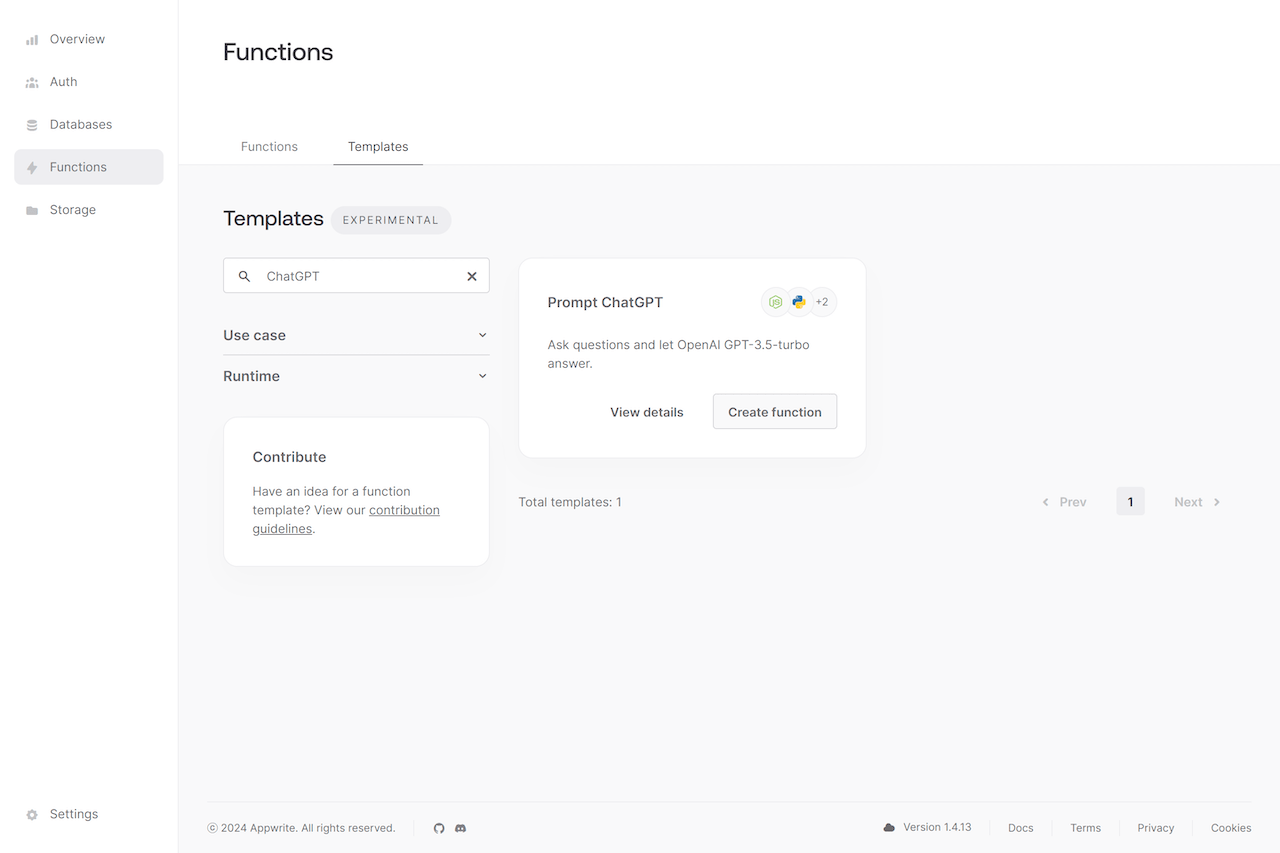 Overview
Auth
Databases
Functions
Storage
Settings
Functions
Functions
Templates
Templates
EXPERIMENTAL
ChatGPT
Use case
Runtime
Contribute
Have an idea for a function
template? View our contribution
guidelines.
Prompt ChatGPT
JS
+2
Ask questions and let OpenAI GPT-3.5-turbo
answer.
View details
Create function
Total templates: 1
Prev
1
Next
© 2024 Appwrite. All rights reserved.
Version 1.4.13
Docs
Terms
Privacy
Cookies